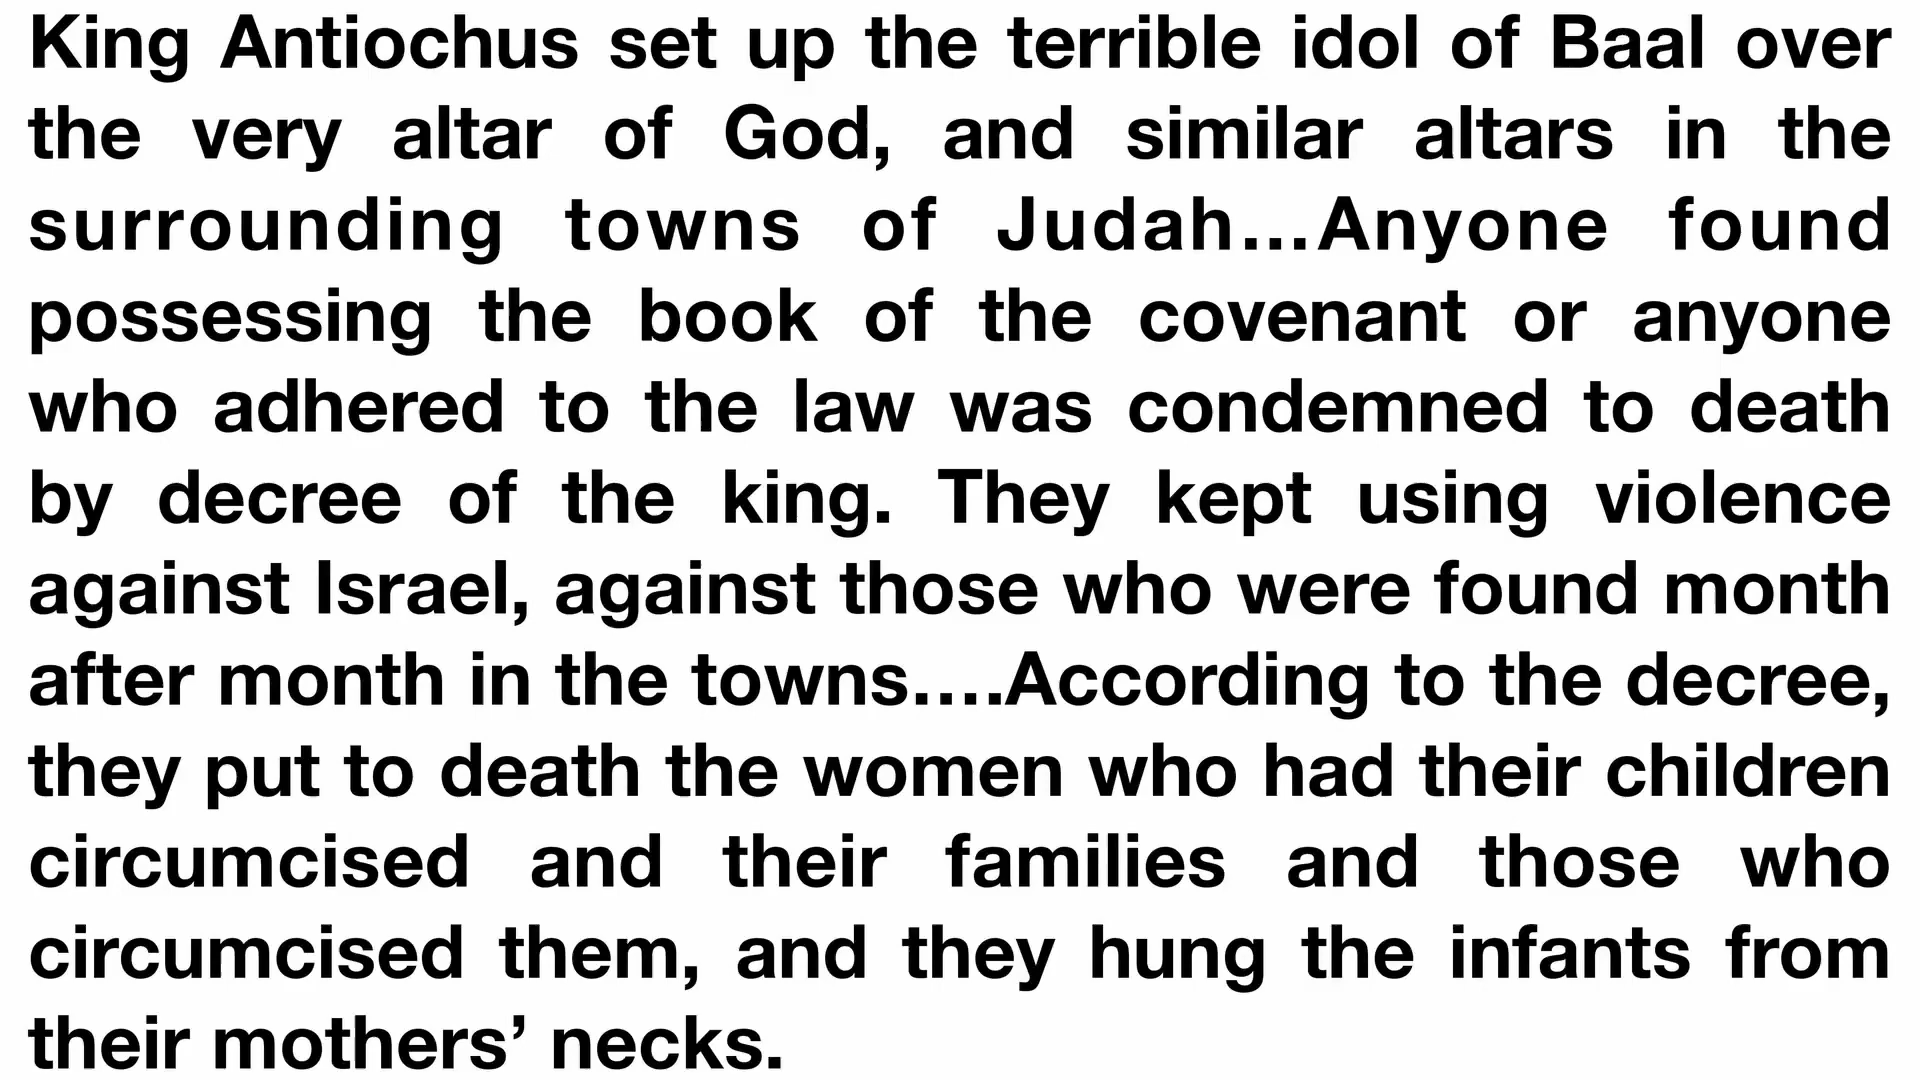 King Antiochus set up the terrible idol of Baal over
the very altar of God, and similar altars in the
surrounding towns of Judah...Anyone found
possessing the book of the covenant or anyone
who adhered to the law was condemned to death
by decree of the king. They kept using violence
against Israel, against those who were found month
after month in the towns....According to the decree,
they put to death the women who had their children
circumcised and their families and those who
circumcised them, and they hung the infants from
their mothers’ necks.